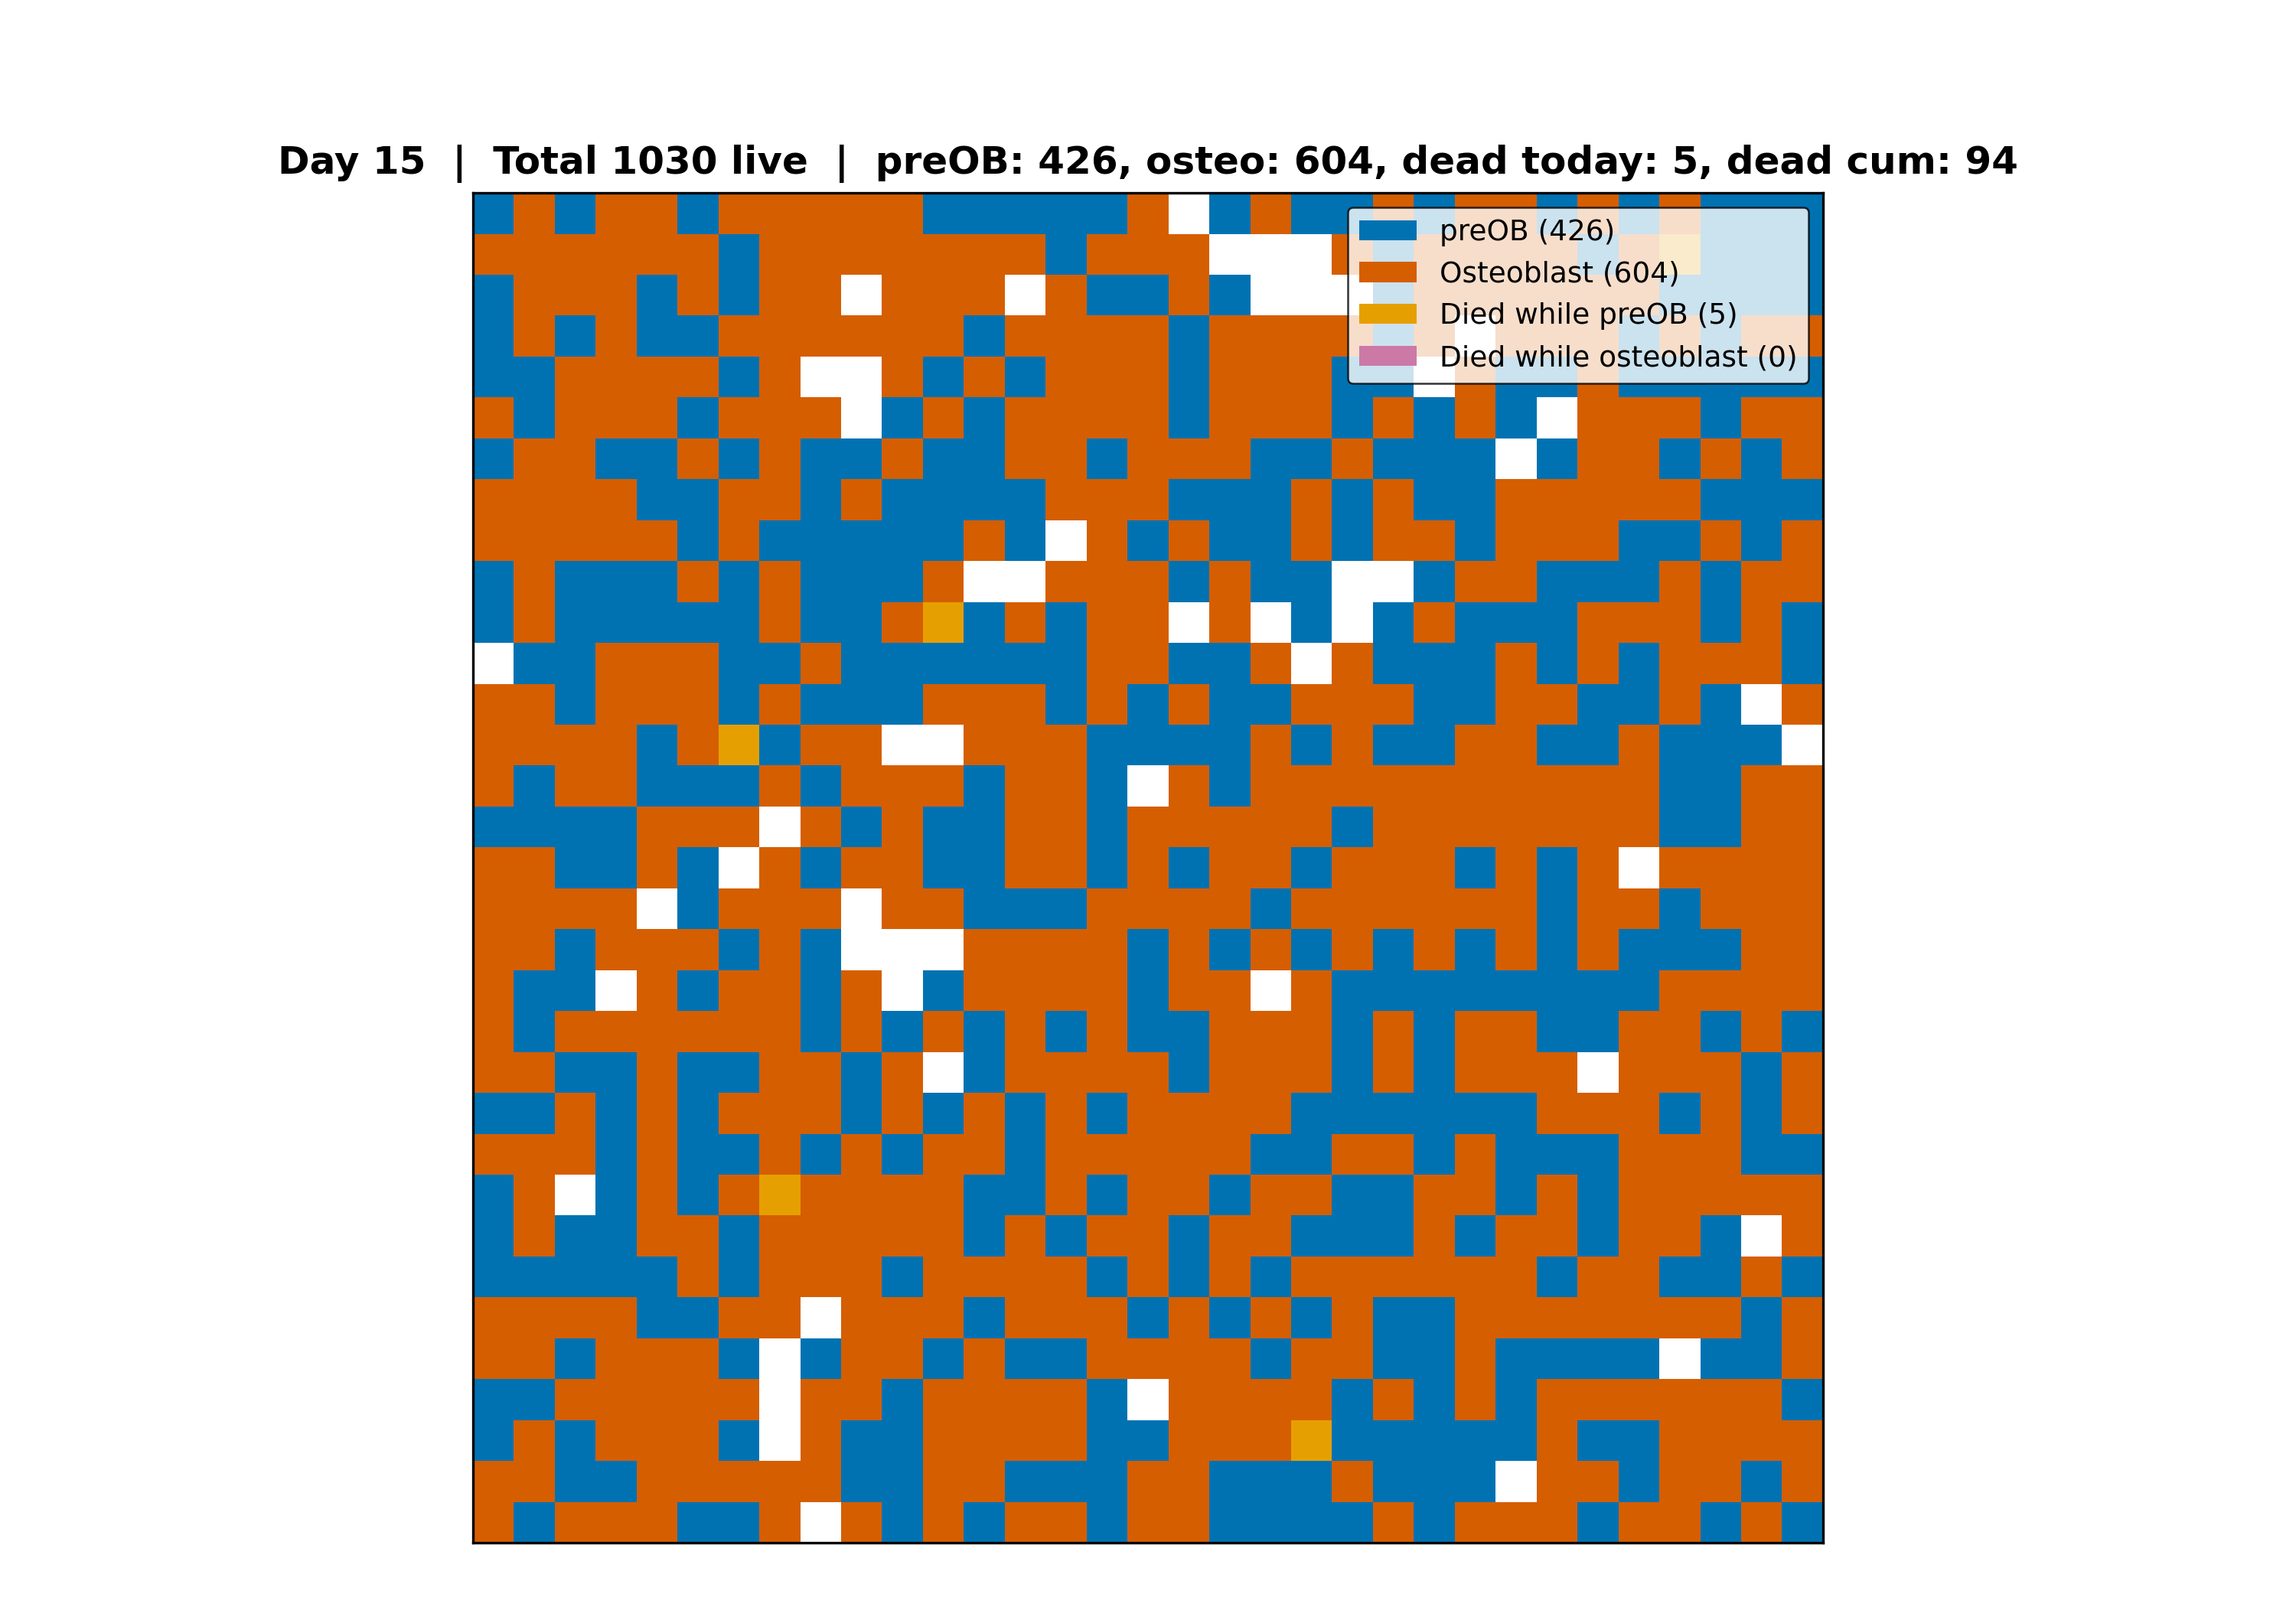 Day 15 | Total 1030 live | preOB: 426, osteo: 604, dead today: 5, dead cum: 94
preOB (426)
Osteoblast (604)
Died while preOB (5)
Died while osteoblast (0)